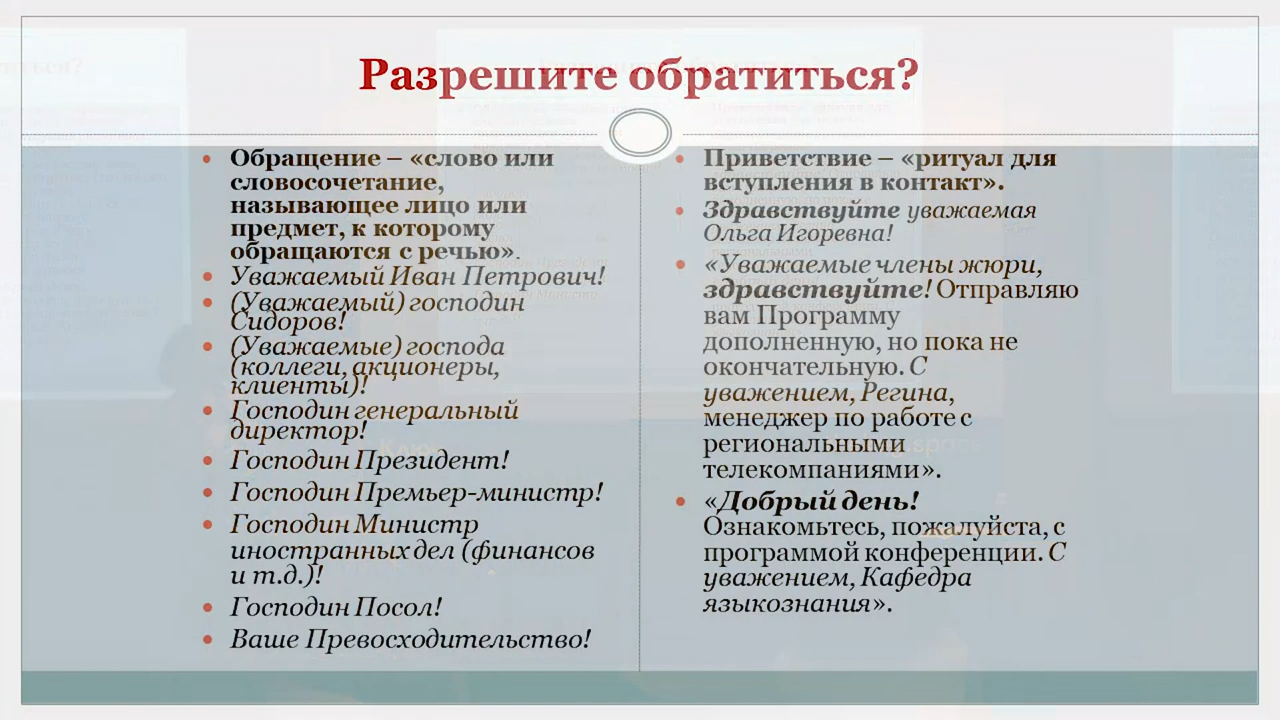 Разрешите обратиться?
Обращение – «слово или
словосочетание,
называющее лицо или
предмет, к которому
обращаются с речью».
Уважаемый Иван Петрович!
(Уважаемый) господин
Сидоров!
(Уважаемые) господа
(коллеги, акционеры,
клиенты)!
Господин генеральный
директор!
Господин Президент!
Господин Премьер-министр!
Господин Министр
иностранных дел (финансов
и т.д.)!
Господин Посол!
Ваше Превосходительство!
Приветствие – «ритуал для
вступления в контакт».
Здравствуйте уважаемая
Ольга Игоревна!
«Уважаемые члены жюри,
здравствуйте! Отправляю
вам Программу
дополненную, но пока не
окончательную. С
уважением, Регина,
менеджер по работе с
региональными
телекомпаниями».
«Добрый день!
Ознакомьтесь, пожалуйста, с
программой конференции. С
уважением, Кафедра
языкознания».